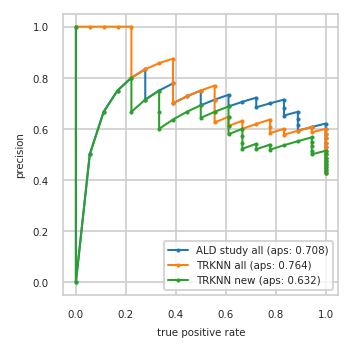 1.0
0.8
0.6
0.4
0.2
0.0
precision
0.0 0.2 0.4 0.6 0.8 1.0
true positive rate
ALD study all (aps: 0.708)
TRKNN all (aps: 0.764)
TRKNN new (aps: 0.632)